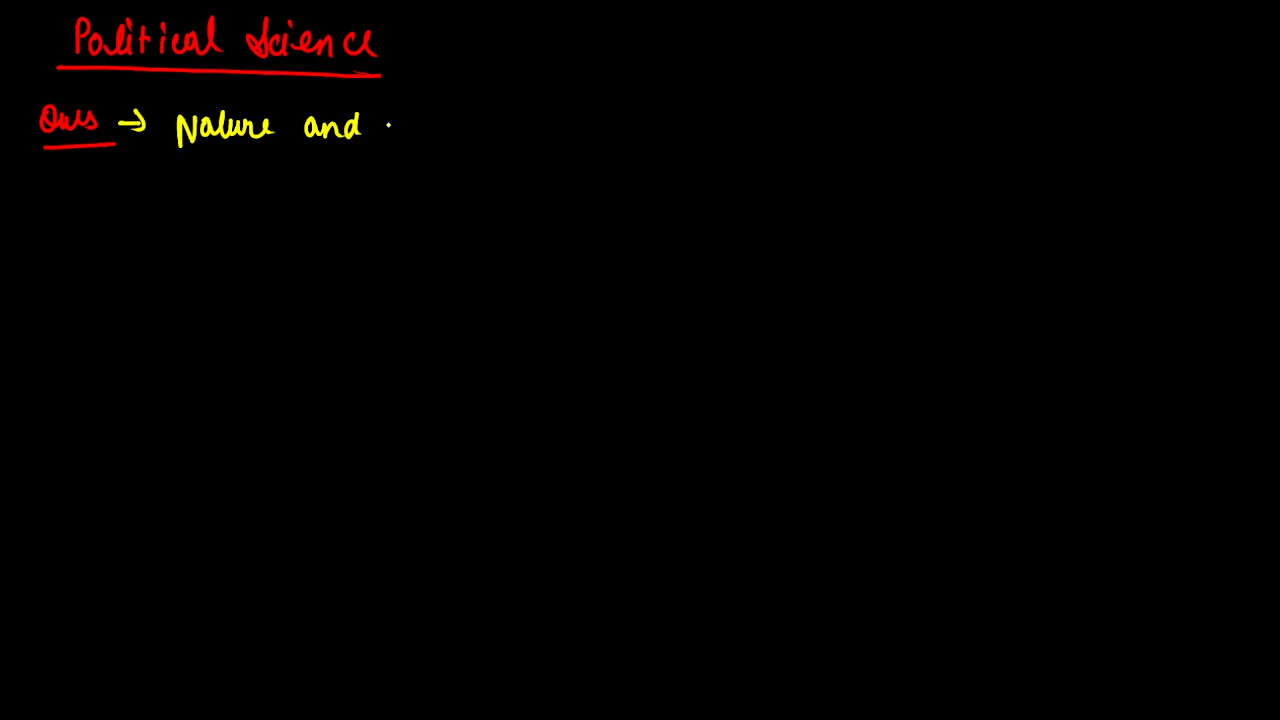 Political Science
Ques → Nature and